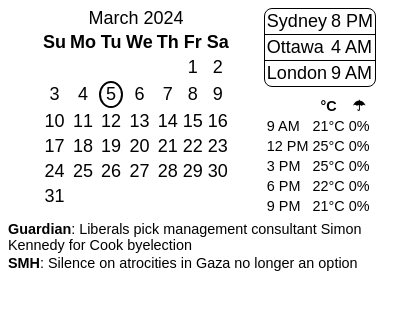 March 2024
Su Mo Tu We Th Fr Sa
1 2
3 4 5 6 7 8 9
10 11 12 13 14 15 16
17 18 19 20 21 22 23
24 25 26 27 28 29 30
31
Sydney 8 PM
Ottawa 4 AM
London 9 AM
°C ☂
9 AM 21°C 0%
12 PM 25°C 0%
3 PM 25°C 0%
6 PM 22°C 0%
9 PM 21°C 0%
Guardian: Liberals pick management consultant Simon
Kennedy for Cook byelection
SMH: Silence on atrocities in Gaza no longer an option